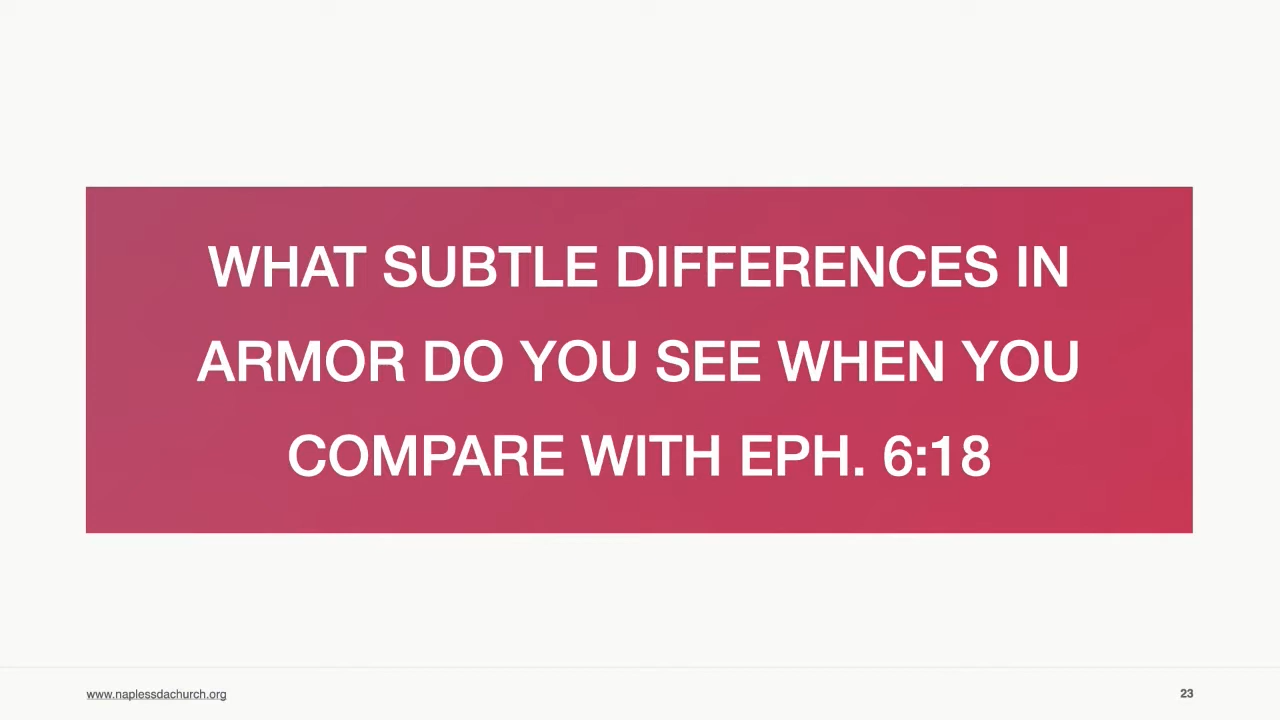 WHAT SUBTLE DIFFERENCES IN
ARMOR DO YOU SEE WHEN YOU
COMPARE WITH EPH. 6:18
www.naplessdachurch.org
23